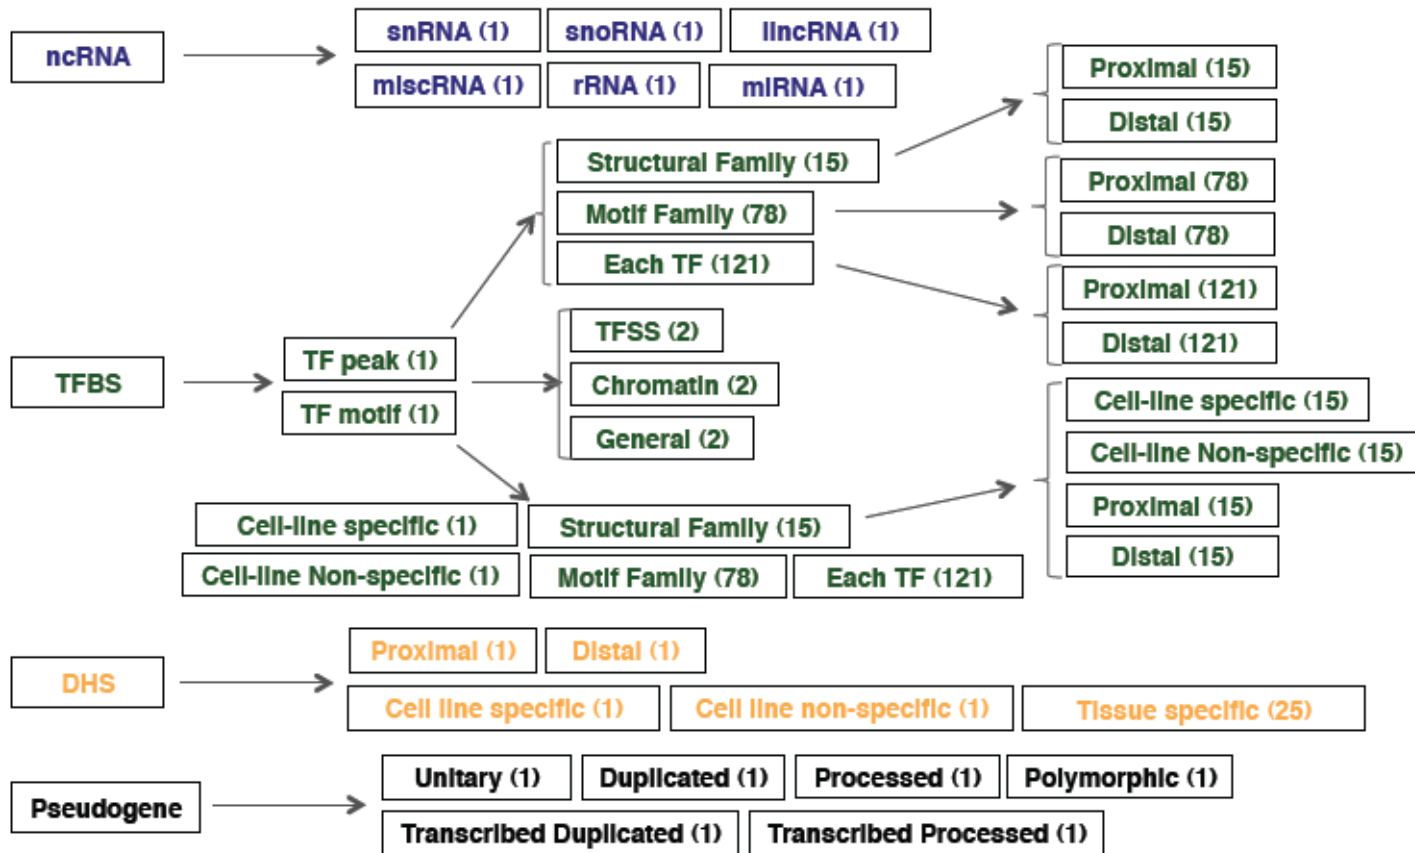 ncRNA
snRNA (1)
snoRNA (1)
lincRNA (1)
miscRNA (1)
rRNA (1)
miRNA (1)
TFBS
TF peak (1)
TF motif (1)
Structural Family (15)
Motif Family (78)
Each TF (121)
Proximal (15)
Distal (15)
Proximal (78)
Distal (78)
Proximal (121)
Distal (121)
TFSS (2)
Chromatin (2)
General (2)
Cell-line specific (1)
Cell-line Non-specific (1)
Structural Family (15)
Motif Family (78)
Each TF (121)
Cell-line specific (15)
Cell-line Non-specific (15)
Proximal (15)
Distal (15)
DHS
Proximal (1)
Distal (1)
Cell line specific (1)
Cell line non-specific (1)
Tissue specific (25)
Pseudogene
Unitary (1)
Duplicated (1)
Processed (1)
Polymorphic (1)
Transcribed Duplicated (1)
Transcribed Processed (1)